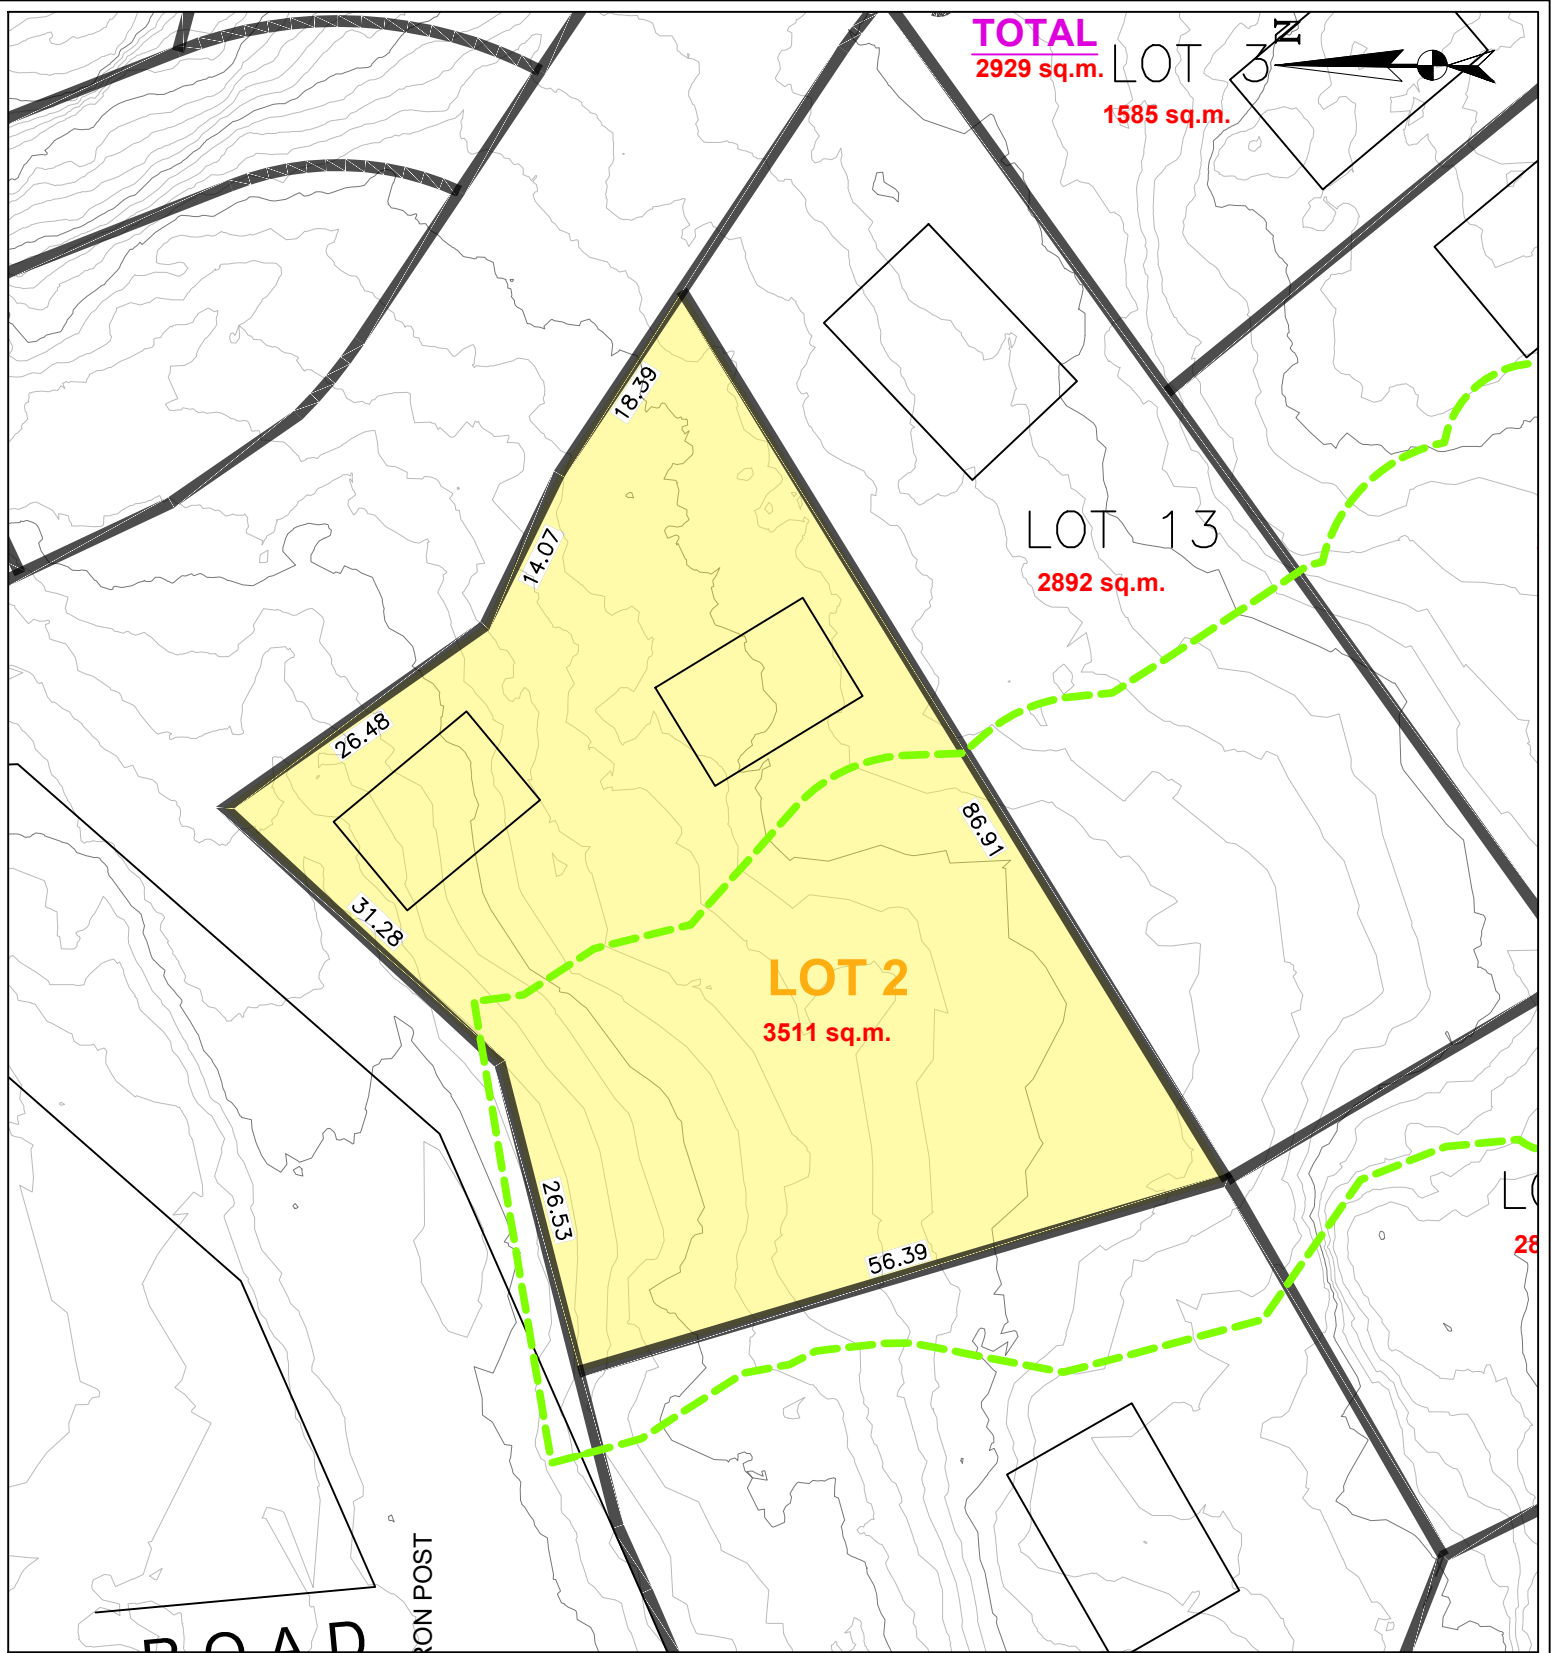 TOTAL
2929 sq.m.
LOT 3
N
1585 sq.m.
18.39
14.07
LOT 13
2892 sq.m.
26.48
86.91
31.28
LOT 2
3511 sq.m.
26.53
56.39
28
RON POST
ROAD